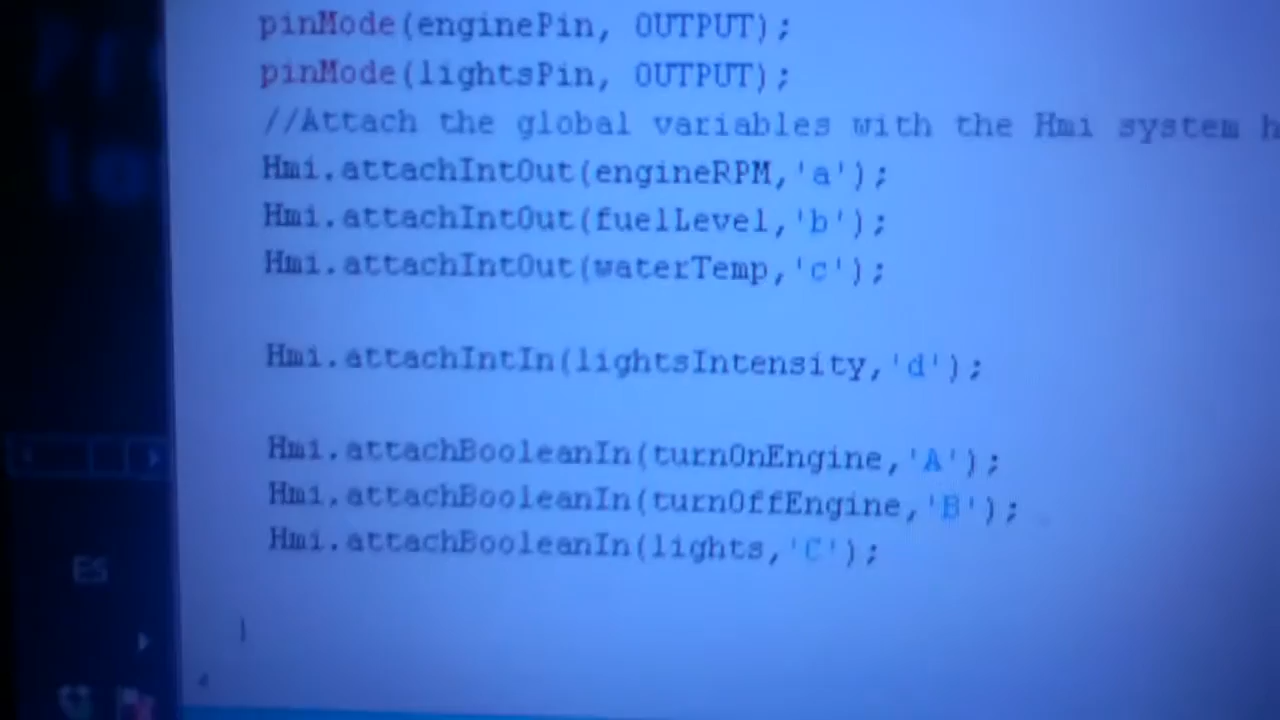 pinMode(enginePin, OUTPUT);
pinMode(lightsPin, OUTPUT);
//Attach the global variables with the Hmi system
Hmi.attachIntOut(engineRPM,'a');
Hmi.attachIntOut(fuelLevel,'b');
Hmi.attachIntOut(waterTemp,'c');
Hmi.attachIntIn(lightsIntensity,'d');
Hmi.attachBooleanIn(turnOnEngine,'A');
Hmi.attachBooleanIn(turnOffEngine,'B');
Hmi.attachBooleanIn(lights,'C');
}
ES